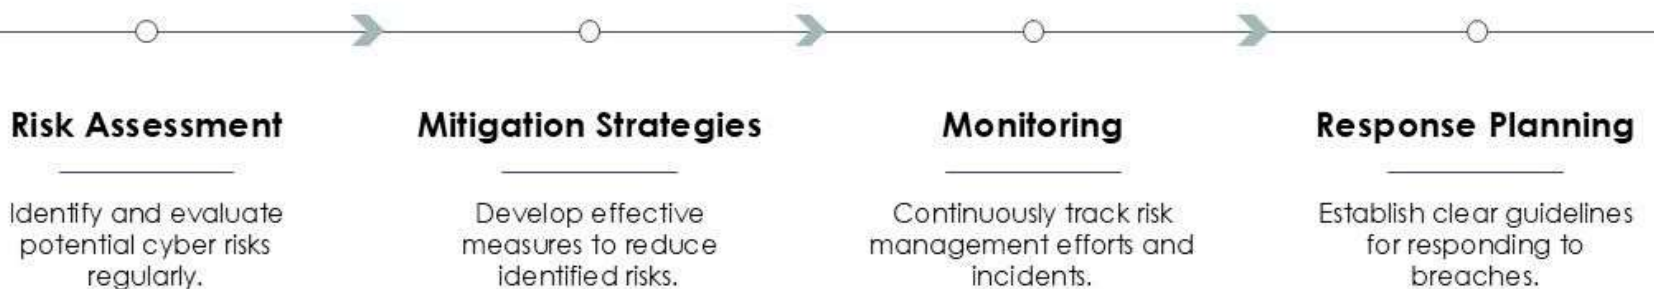 Risk Assessment
Identify and evaluate
potential cyber risks
regularly.
Mitigation Strategies
Develop effective
measures to reduce
identified risks.
Monitoring
Continuously track risk
management efforts and
incidents.
Response Planning
Establish clear guidelines
for responding to
breaches.